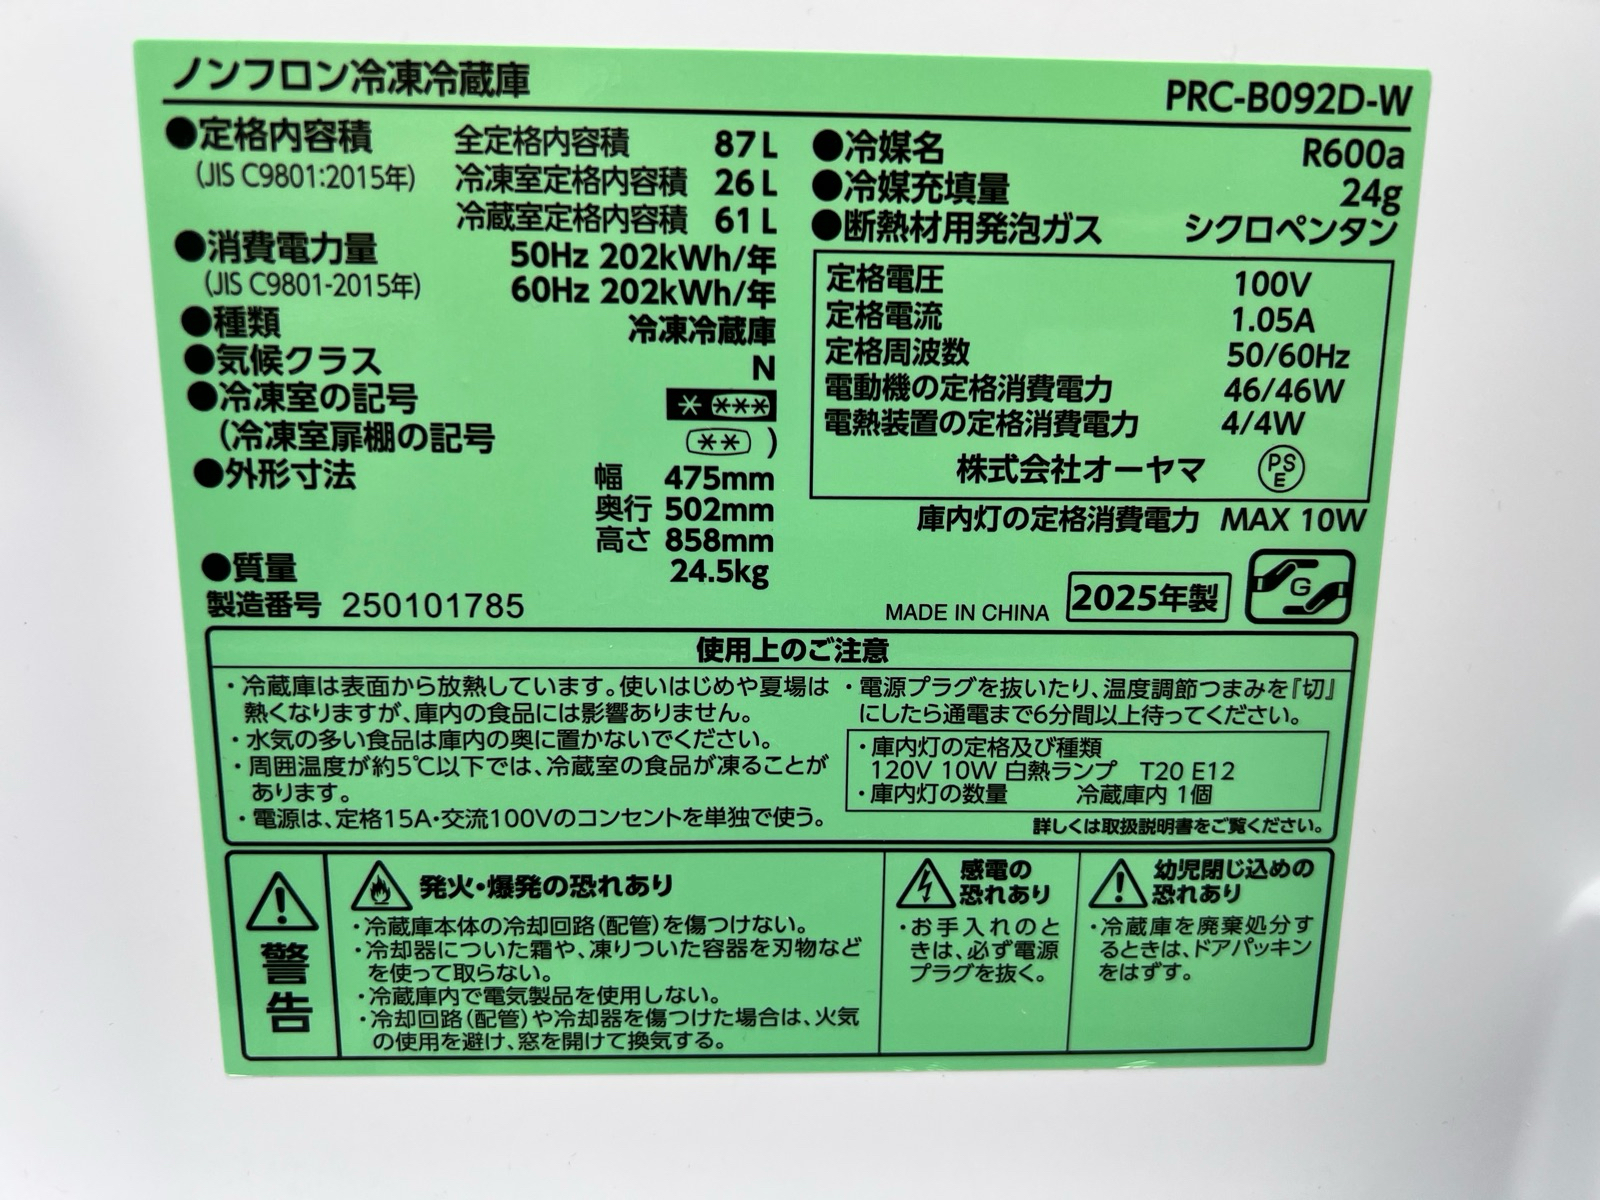 ノンフロン冷凍冷蔵庫 PRC-B092D-W
●定格内容積 全定格内容積 87L
(JIS C9801:2015年) 冷凍室定格内容積 26L
冷蔵室定格内容積 61L
●消費電力量 50Hz 202kWh/年
(JIS C9801-2015年) 60Hz 202kWh/年
●種類 冷凍冷蔵庫
●気候クラス N
●冷凍室の記号 * ***
(冷凍室扉棚の記号 ** )
●外形寸法 幅 475mm
奥行 502mm
高さ 858mm
●質量 24.5kg
製造番号 250101785
●冷媒名 R600a
●冷媒充填量 24g
●断熱材用発泡ガス シクロペンタン
定格電圧 100V
定格電流 1.05A
定格周波数 50/60Hz
電動機の定格消費電力 46/46W
電熱装置の定格消費電力 4/4W
株式会社オーヤマ PSE
庫内灯の定格消費電力 MAX 10W
MADE IN CHINA 2025年製 G
使用上のご注意
・冷蔵庫は表面から放熱しています。使いはじめや夏場は
熱くなりますが、庫内の食品には影響ありません。
・水気の多い食品は庫内の奥に置かないでください。
・周囲温度が約5℃以下では、冷蔵室の食品が凍ることが
あります。
・電源は、定格15A・交流100Vのコンセントを単独で使う。
・電源プラグを抜いたり、温度調節つまみを『切』
にしたら通電まで6分間以上待ってください。
・庫内灯の定格及び種類
120V 10W 白熱ランプ T20 E12
・庫内灯の数量 冷蔵庫内 1個
詳しくは取扱説明書をご覧ください。
警告
発火・爆発の恐れあり
・冷蔵庫本体の冷却回路(配管)を傷つけない。
・冷却器についた霜や、凍りついた容器を刃物など
を使って取らない。
・冷蔵庫内で電気製品を使用しない。
・冷却回路(配管)や冷却器を傷つけた場合は、火気
の使用を避け、窓を開けて換気する。
感電の
恐れあり
・お手入れのと
きは、必ず電源
プラグを抜く。
幼児閉じ込めの
恐れあり
・冷蔵庫を廃棄処分す
るときは、ドアパッキン
をはずす。